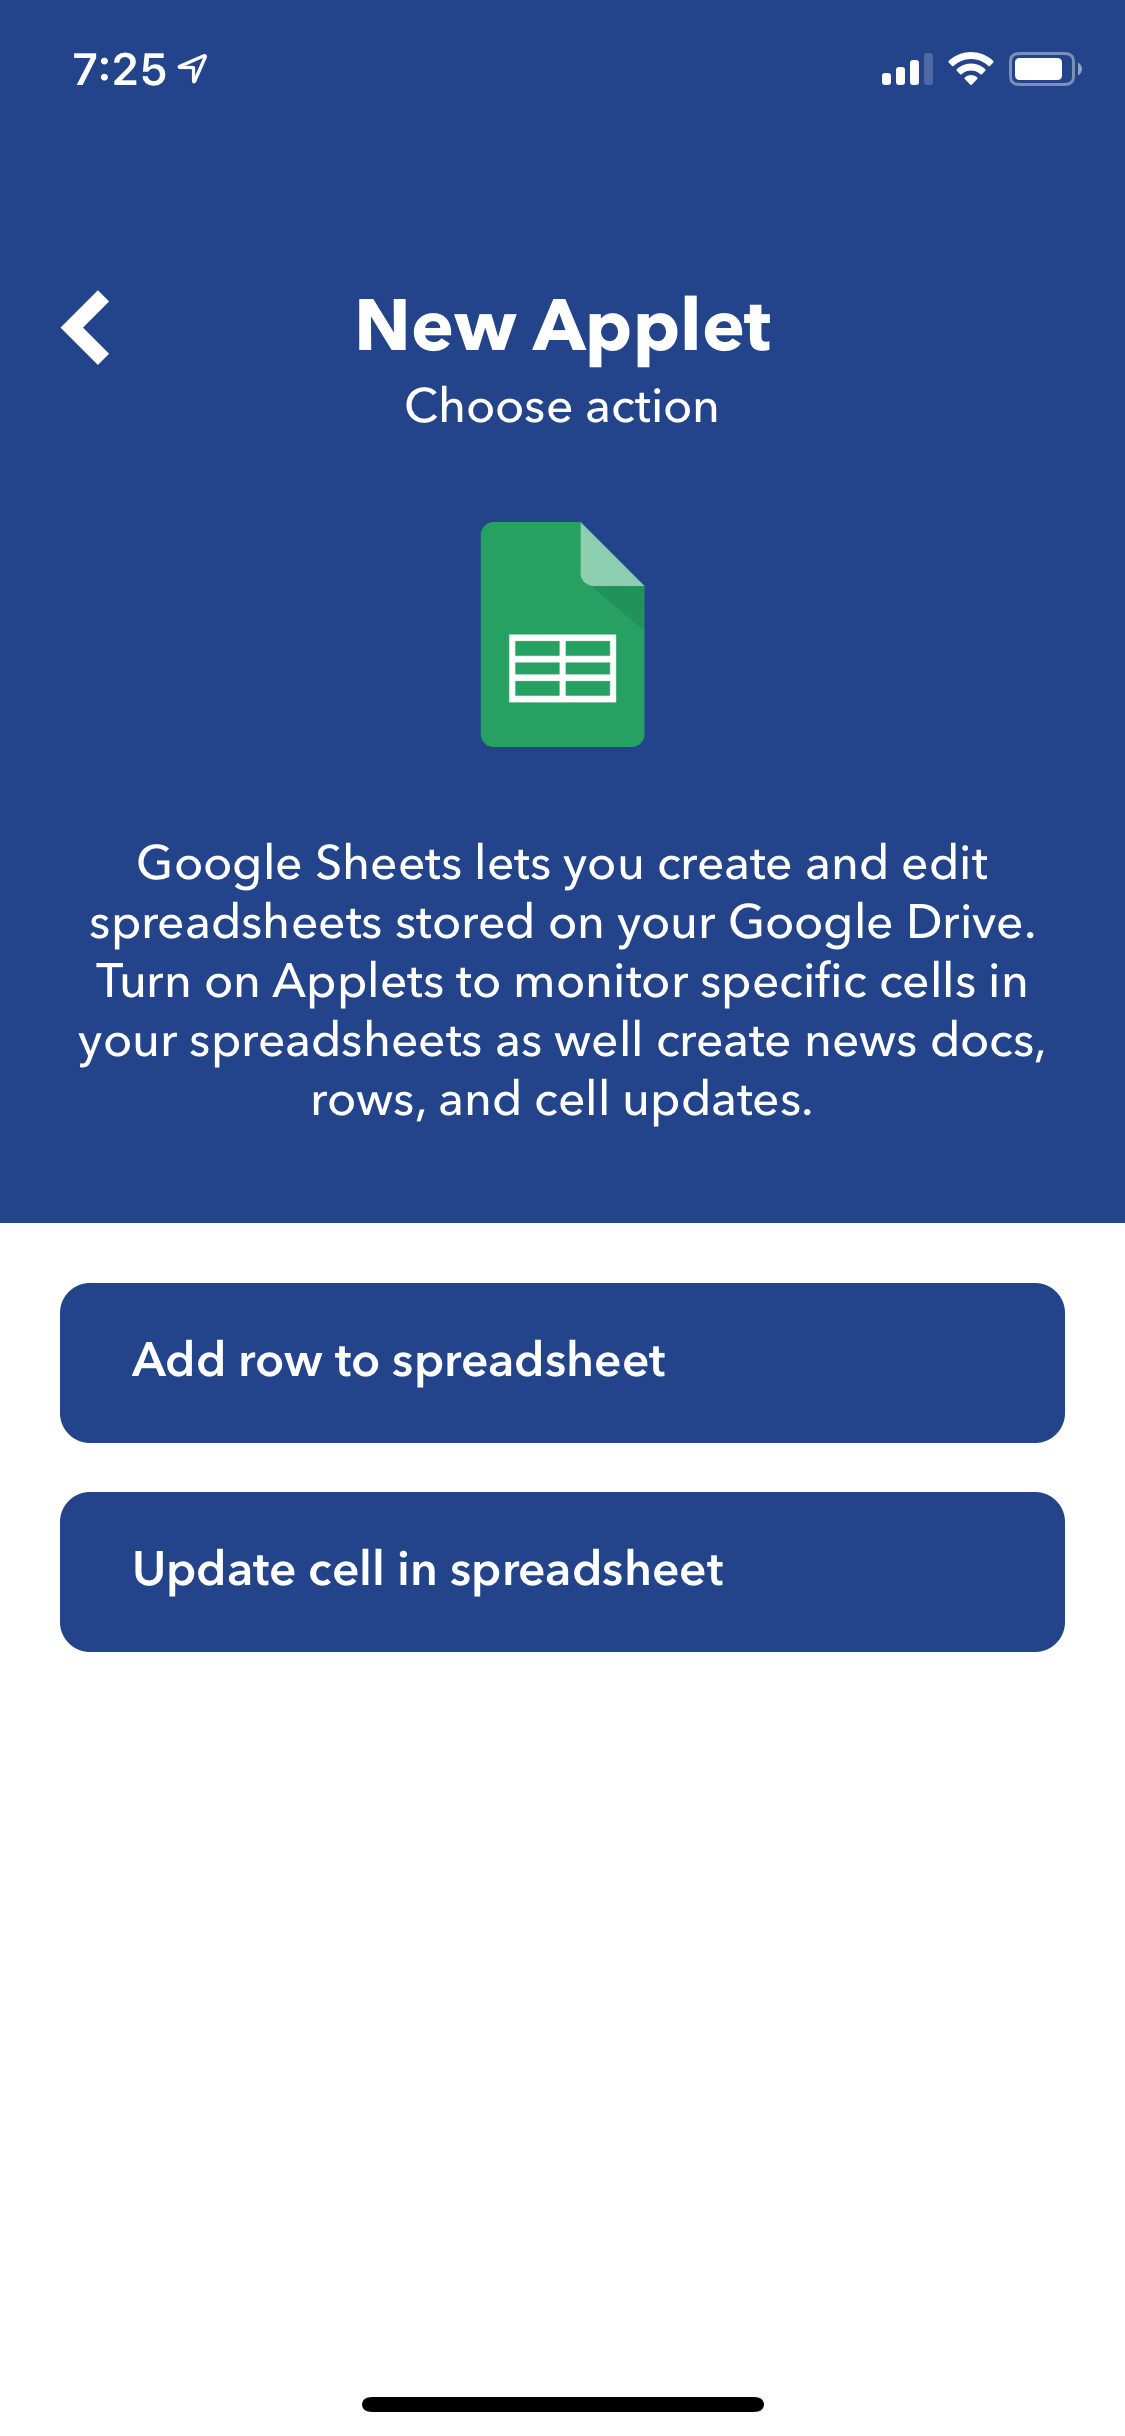 7:25
New Applet
Choose action
Google Sheets lets you create and edit
spreadsheets stored on your Google Drive.
Turn on Applets to monitor specific cells in
your spreadsheets as well create news docs,
rows, and cell updates.
Add row to spreadsheet
Update cell in spreadsheet